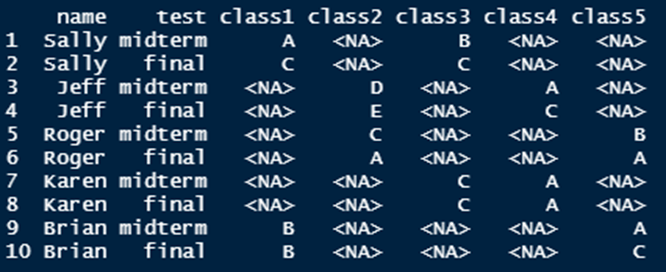 name test class1 class2 class3 class4 class5
1 Sally midterm A <NA> B <NA> <NA>
2 Sally final C <NA> C <NA> <NA>
3 Jeff midterm <NA> D <NA> A <NA>
4 Jeff final <NA> E <NA> C <NA>
5 Roger midterm <NA> C <NA> <NA> B
6 Roger final <NA> A <NA> <NA> A
7 Karen midterm <NA> <NA> C A <NA>
8 Karen final <NA> <NA> C A <NA>
9 Brian midterm B <NA> <NA> <NA> A
10 Brian final B <NA> <NA> <NA> C